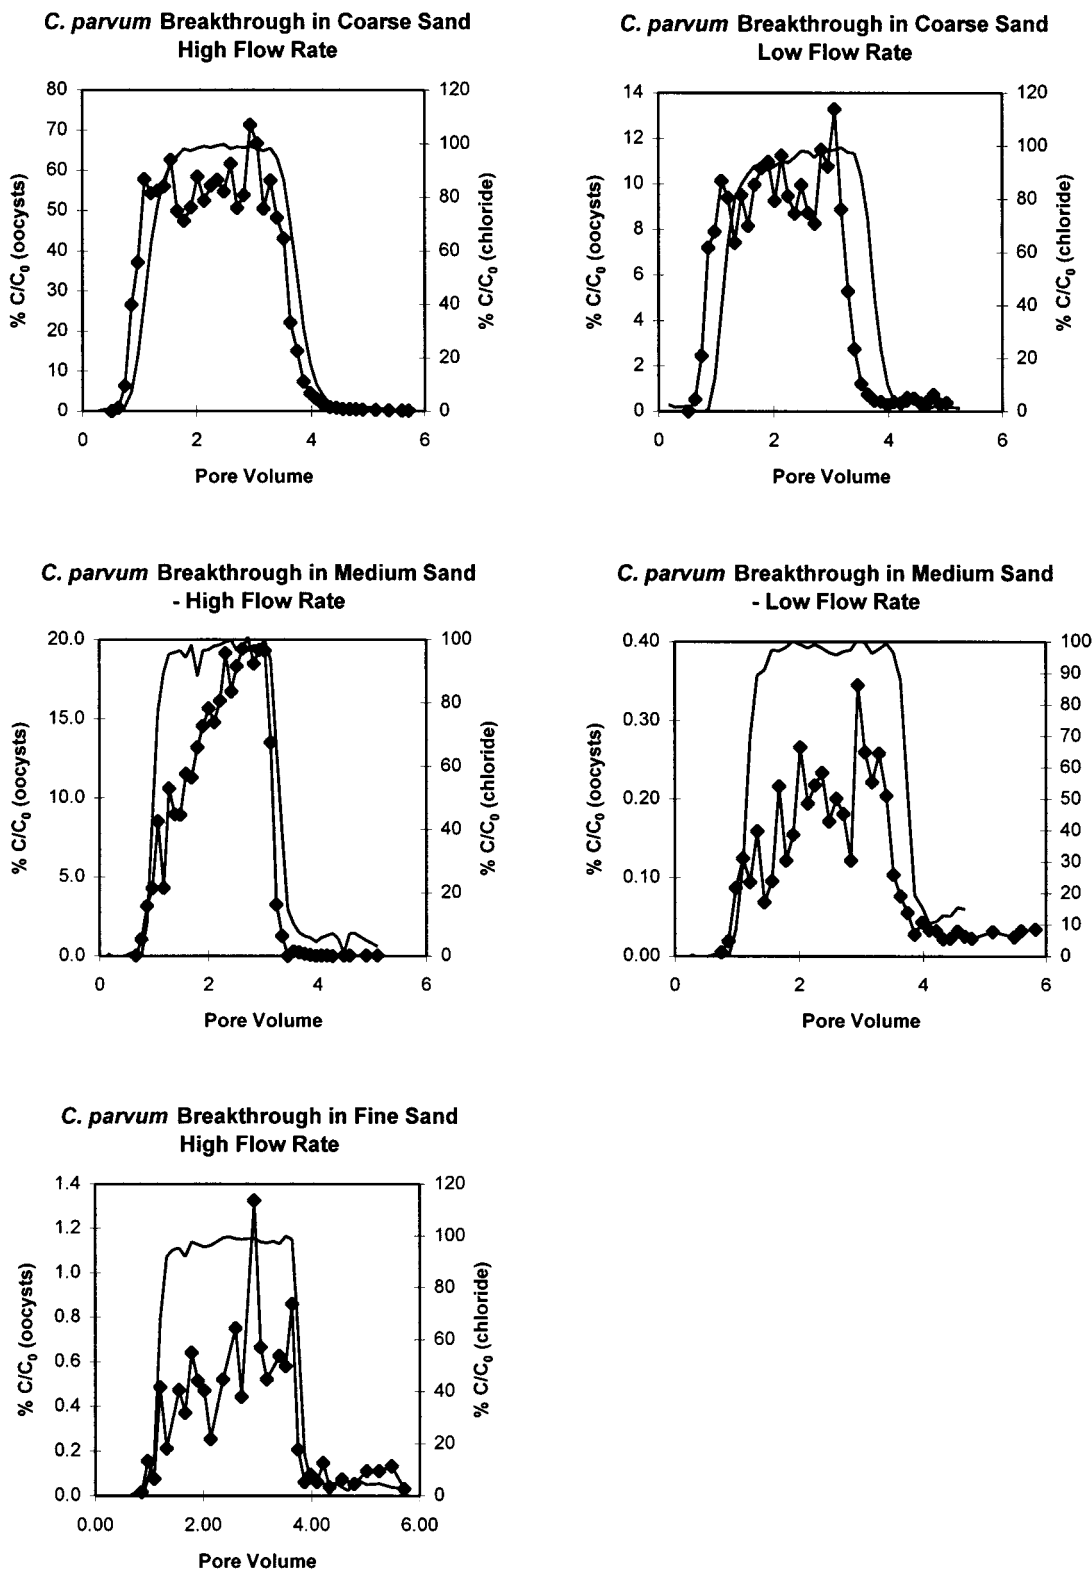 C. parvum Breakthrough in Coarse Sand
High Flow Rate
80
70
60
50
40
30
20
10
0
120
100
80
60
40
20
0
% C/C0 (oocysts)
% C/C0 (chloride)
0 2 4 6
Pore Volume
C. parvum Breakthrough in Coarse Sand
Low Flow Rate
14
12
10
8
6
4
2
0
120
100
80
60
40
20
0
% C/C0 (oocysts)
% C/C0 (chloride)
0 2 4 6
Pore Volume
C. parvum Breakthrough in Medium Sand
- High Flow Rate
20.0
15.0
10.0
5.0
0.0
100
80
60
40
20
0
% C/C0 (oocysts)
% C/C0 (chloride)
0 2 4 6
Pore Volume
C. parvum Breakthrough in Medium Sand
- Low Flow Rate
0.40
0.30
0.20
0.10
0.00
100
90
80
70
60
50
40
30
20
10
0
% C/C0 (oocysts)
% C/C0 (chloride)
0 2 4 6
Pore Volume
C. parvum Breakthrough in Fine Sand
High Flow Rate
1.4
1.2
1.0
0.8
0.6
0.4
0.2
0.0
120
100
80
60
40
20
0
% C/C0 (oocysts)
% C/C0 (chloride)
0.00 2.00 4.00 6.00
Pore Volume